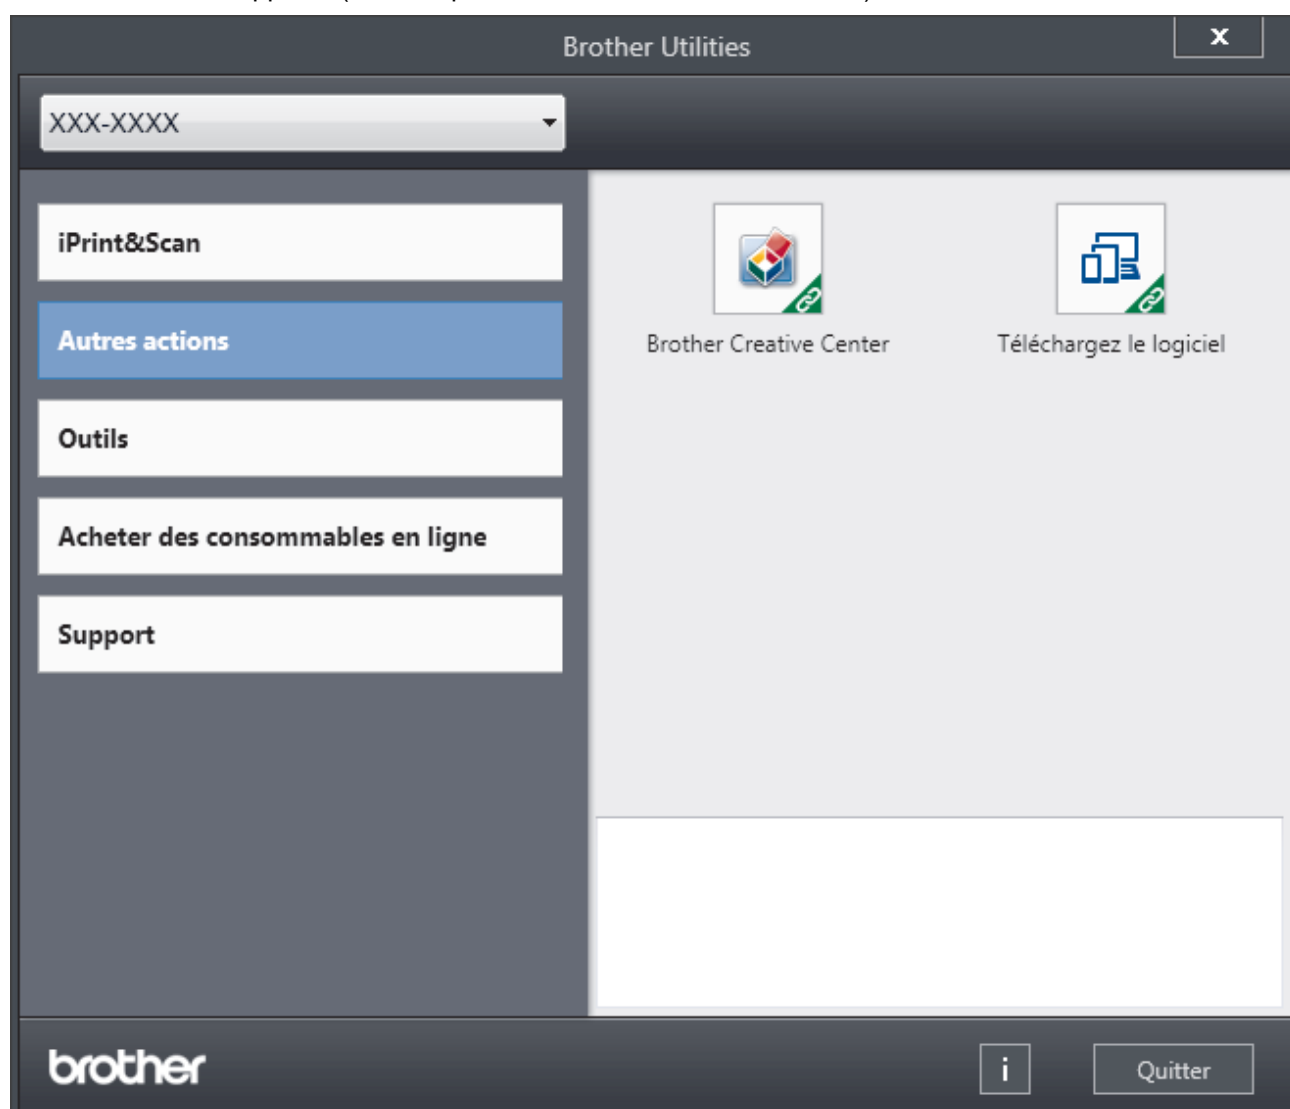 Brother Utilities
x
XXX-XXXX
iPrint&Scan
Autres actions
Outils
Acheter des consommables en ligne
Support
Brother Creative Center
Téléchargez le logiciel
brother
i
Quitter